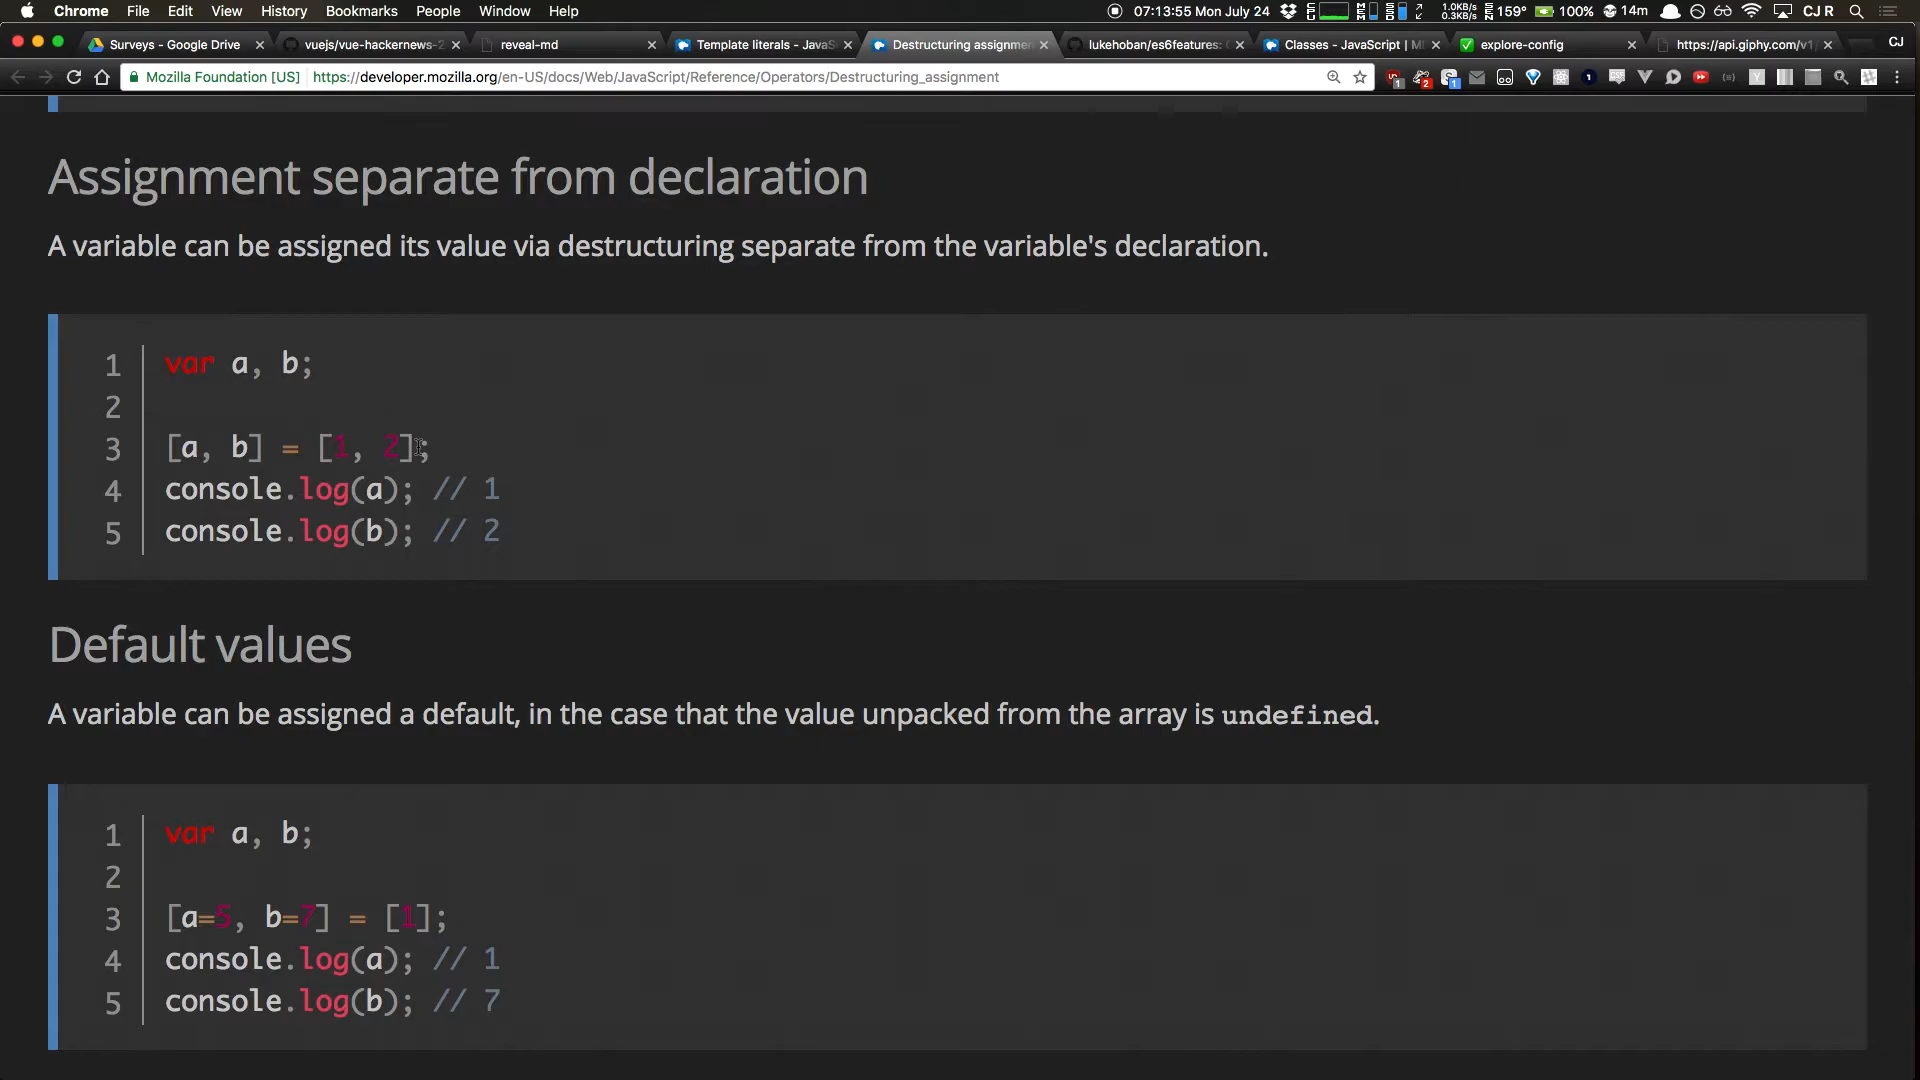 Chrome File Edit View History Bookmarks People Window Help 07:13:55 Mon July 24 1.0KB/s 0.3KB/s 159° 100% 14m CJ R
Surveys - Google Drive vuejs/vue-hackernews-2 reveal-md Template literals - JavaS Destructuring assignme lukehoban/es6features: Classes - JavaScript | M explore-config https://api.giphy.com/v1 CJ
Mozilla Foundation [US] https://developer.mozilla.org/en-US/docs/Web/JavaScript/Reference/Operators/Destructuring_assignment
Assignment separate from declaration
A variable can be assigned its value via destructuring separate from the variable's declaration.
1 var a, b;
2
3 [a, b] = [1, 2];
4 console.log(a); // 1
5 console.log(b); // 2
Default values
A variable can be assigned a default, in the case that the value unpacked from the array is undefined.
1 var a, b;
2
3 [a=5, b=7] = [1];
4 console.log(a); // 1
5 console.log(b); // 7